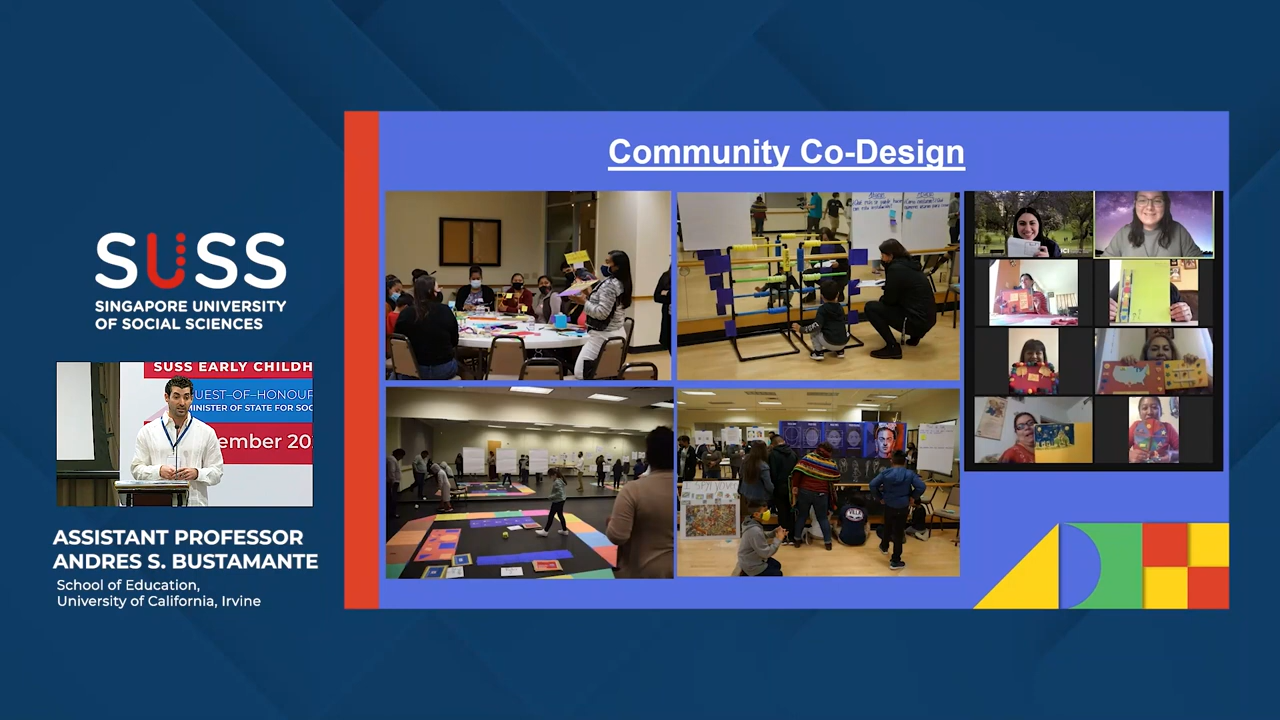 SUSS
SINGAPORE UNIVERSITY
OF SOCIAL SCIENCES
SUSS EARLY CHILDH
UEST-OF-HONOUR
MINISTER OF STATE FOR SOC
ember 20
ASSISTANT PROFESSOR
ANDRES S. BUSTAMANTE
School of Education,
University of California, Irvine
Community Co-Design